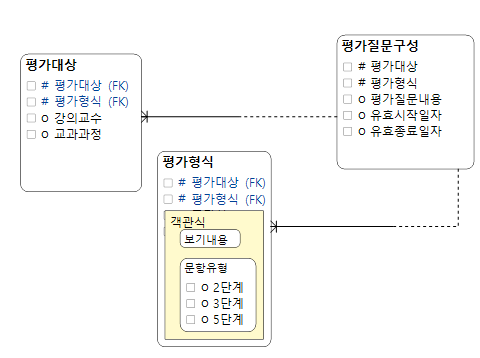 평가대상
# 평가대상 (FK)
# 평가형식 (FK)
o 강의교수
o 교과과정
평가질문구성
# 평가대상
# 평가형식
o 평가질문내용
o 유효시작일자
o 유효종료일자
평가형식
# 평가대상 (FK)
# 평가형식 (FK)
객관식
보기내용
문항유형
o 2단계
o 3단계
o 5단계